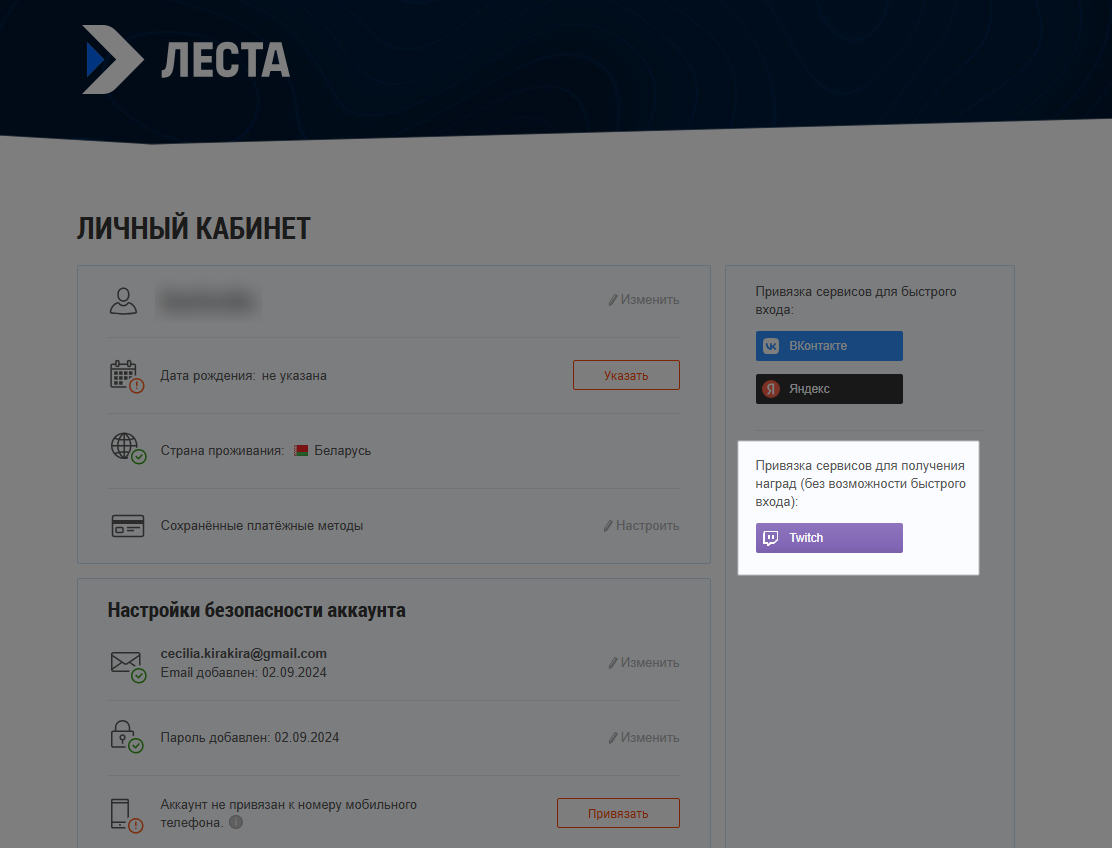 ЛЕСТА
ЛИЧНЫЙ КАБИНЕТ
Изменить
Дата рождения: не указана
Указать
Страна проживания: Беларусь
Сохранённые платёжные методы
Настроить
Настройки безопасности аккаунта
cecilia.kirakira@gmail.com
Email добавлен: 02.09.2024
Изменить
Пароль добавлен: 02.09.2024
Изменить
Аккаунт не привязан к номеру мобильного
телефона.
Привязать
Привязка сервисов для быстрого
входа:
ВКонтакте
Яндекс
Привязка сервисов для получения
наград (без возможности быстрого
входа):
Twitch